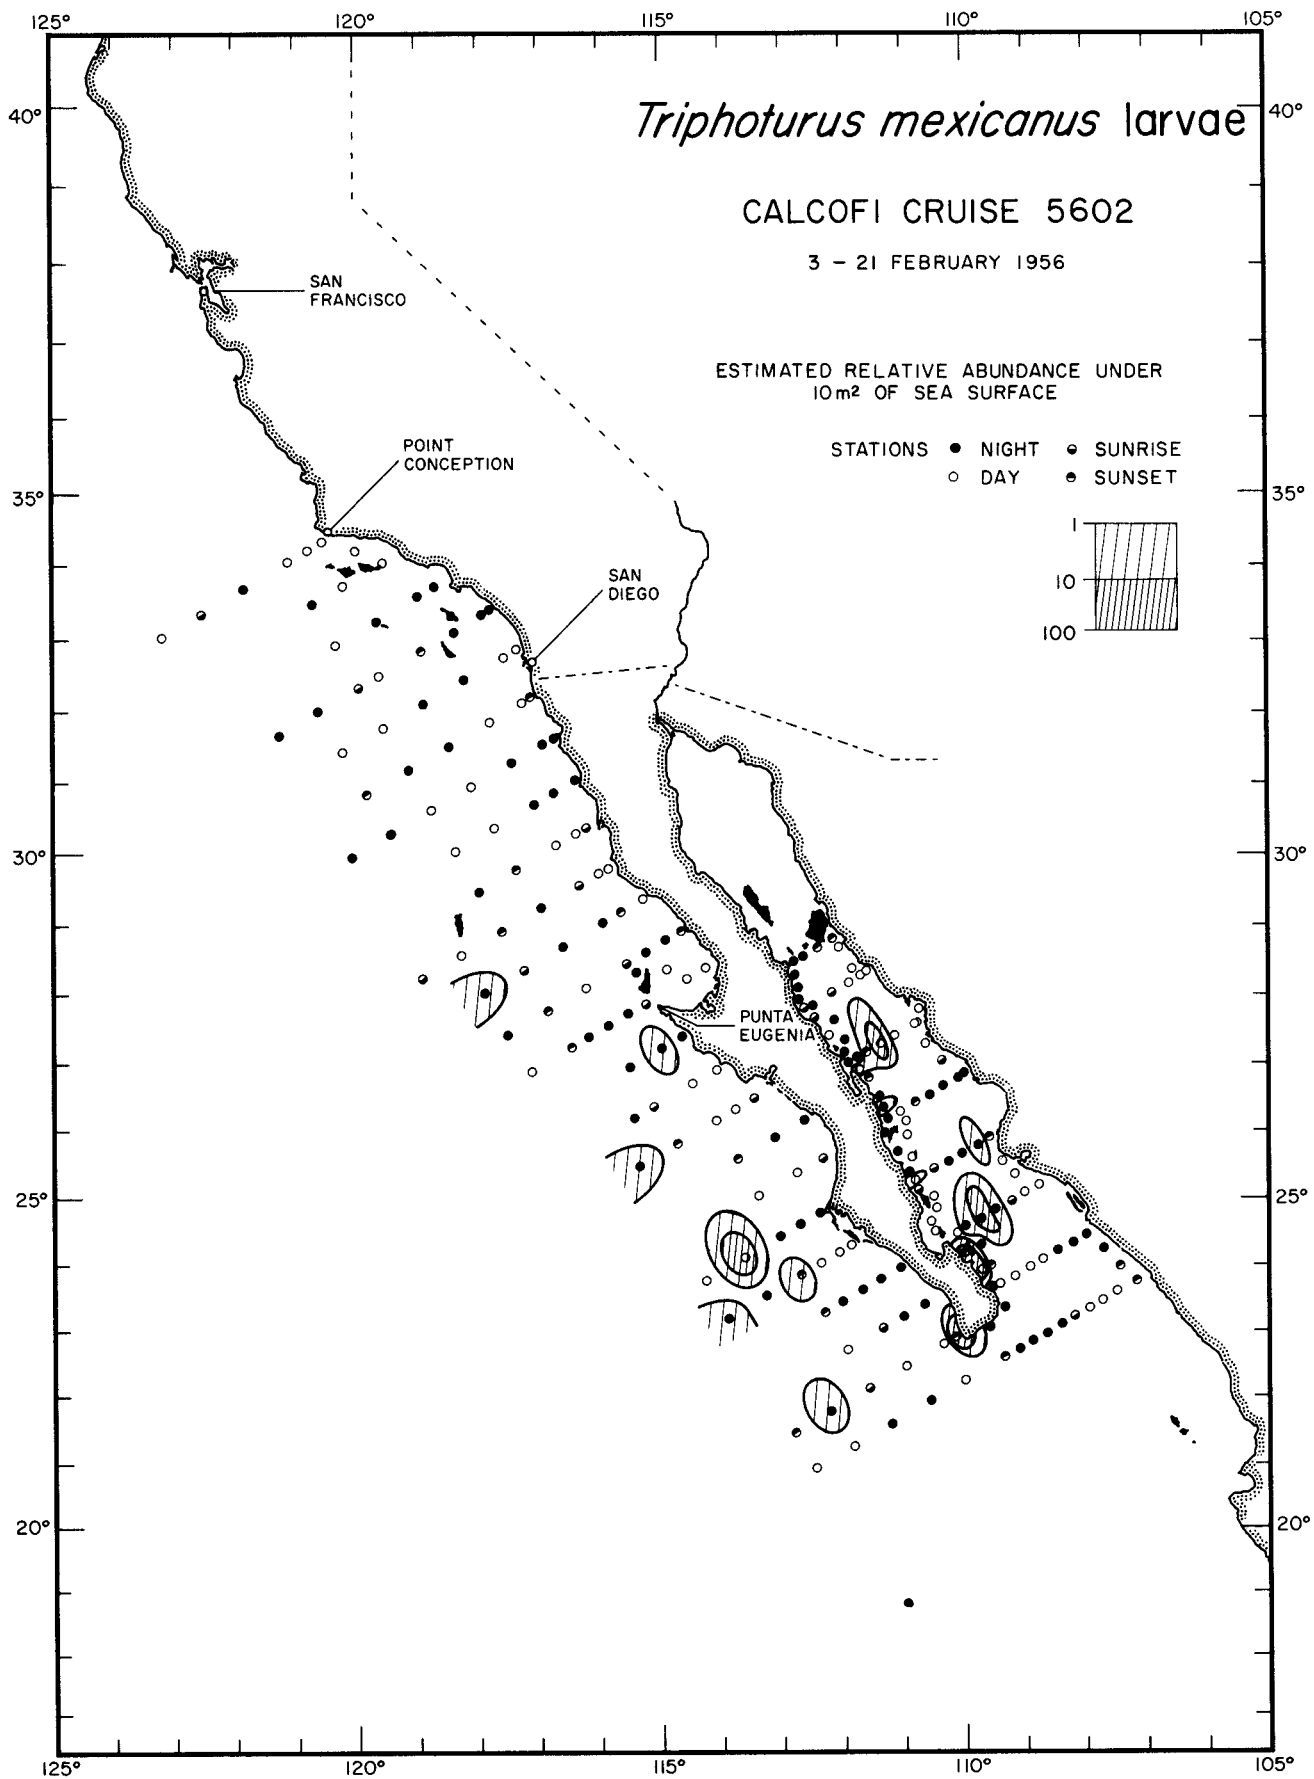 125°
120°
115°
110°
105°
40°
40°
Triphoturus mexicanus larvae
CALCOFI CRUISE 5602
3 - 21 FEBRUARY 1956
SAN
FRANCISCO
ESTIMATED RELATIVE ABUNDANCE UNDER
10m² OF SEA SURFACE
POINT
CONCEPTION
STATIONS ● NIGHT ◒ SUNRISE
○ DAY ◓ SUNSET
35°
35°
1
10
100
SAN
DIEGO
30°
30°
PUNTA
EUGENIA
25°
25°
20°
20°
125°
120°
115°
110°
105°